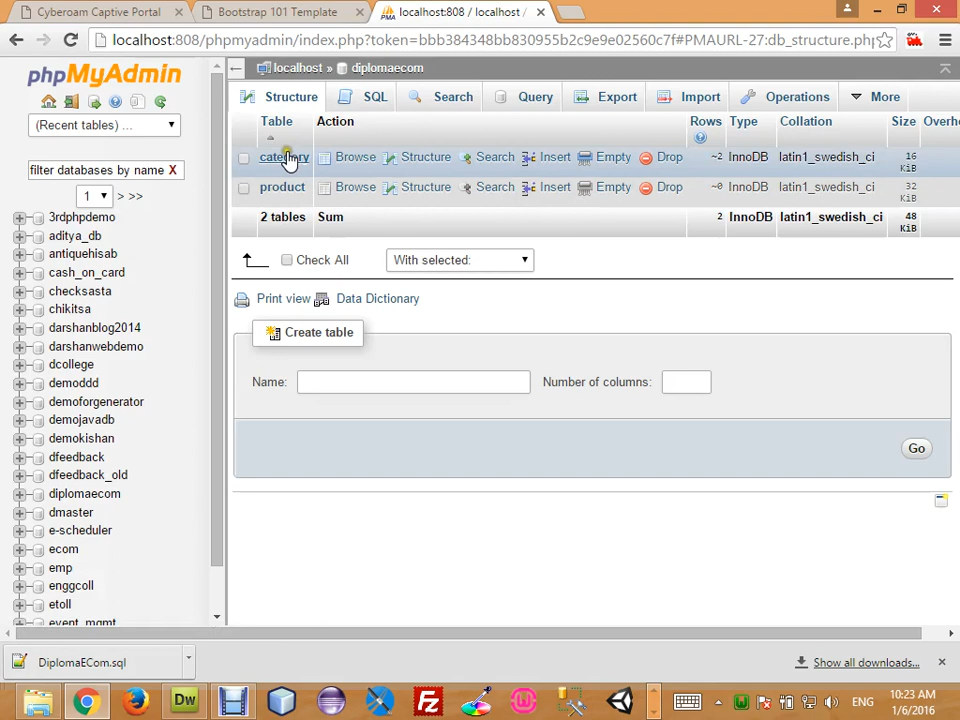 Cyberoam Captive Portal
Bootstrap 101 Template
localhost:808 / localhost /
localhost:808/phpmyadmin/index.php?token=bbb384348bb830955b2c9e9e02560c7f#PMAURL-27:db_structure.php
phpMyAdmin
(Recent tables) ...
filter databases by name X
1 > >>
3rdphpdemo
aditya_db
antiquehisab
cash_on_card
checksasta
chikitsa
darshanblog2014
darshanwebdemo
dcollege
demoddd
demoforgenerator
demojavadb
demokishan
dfeedback
dfeedback_old
diplomaecom
dmaster
e-scheduler
ecom
emp
enggcoll
etoll
event_mgmt
localhost » diplomaecom
Structure SQL Search Query Export Import Operations More
Table Action Rows Type Collation Size Overhe
category Browse Structure Search Insert Empty Drop ~2 InnoDB latin1_swedish_ci 16 KiB
product Browse Structure Search Insert Empty Drop ~0 InnoDB latin1_swedish_ci 32 KiB
2 tables Sum 2 InnoDB latin1_swedish_ci 48 KiB
Check All With selected:
Print view Data Dictionary
Create table
Name: Number of columns:
Go
DiplomaECom.sql
Show all downloads...
Dw
ENG
10:23 AM
1/6/2016